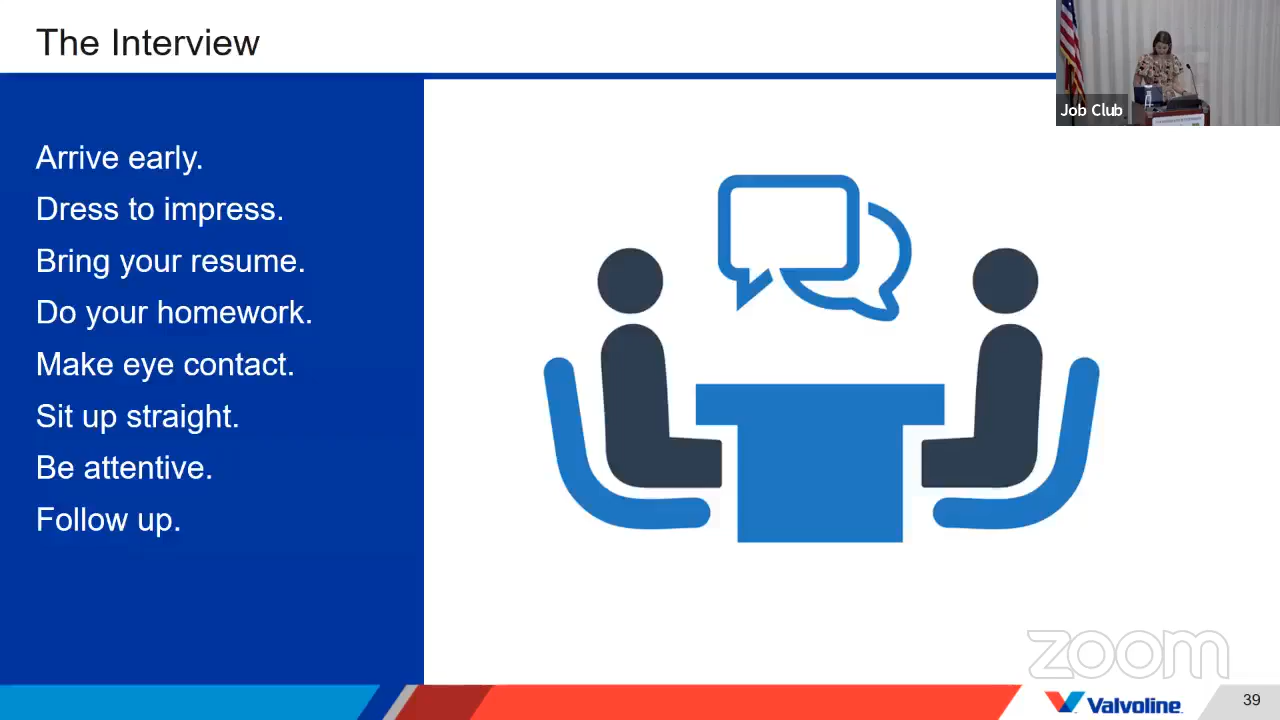 The Interview
Job Club
Arrive early.
Dress to impress.
Bring your resume.
Do your homework.
Make eye contact.
Sit up straight.
Be attentive.
Follow up.
zoom
Valvoline
39